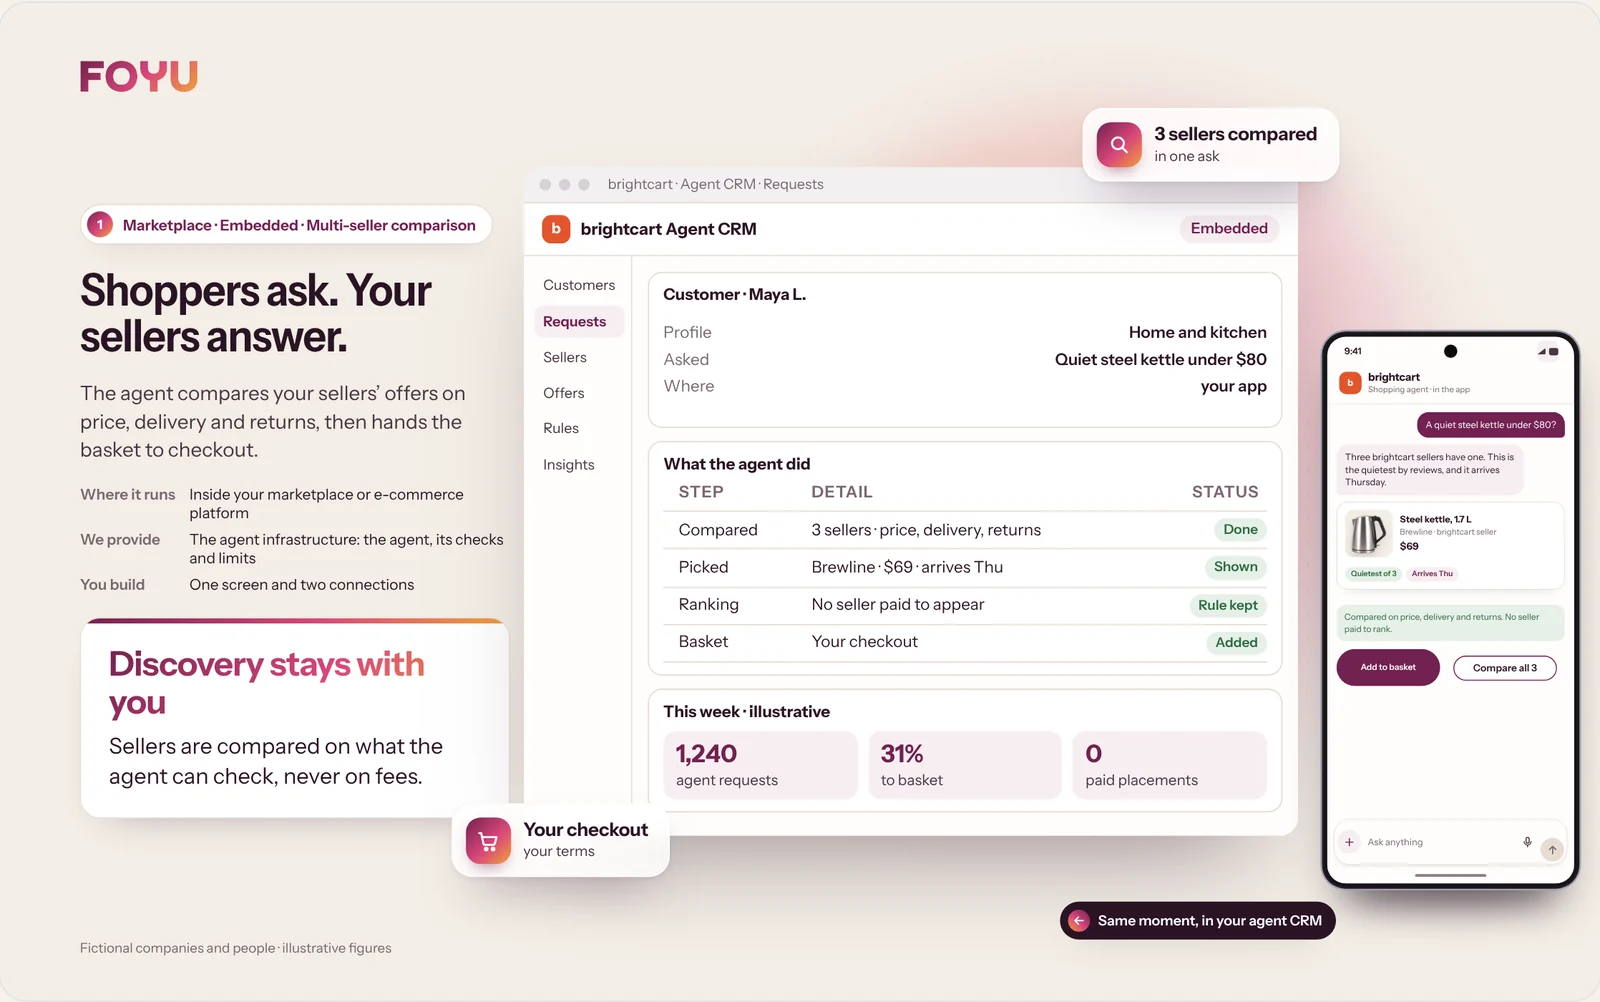 FOYU
1 Marketplace · Embedded · Multi-seller comparison
Shoppers ask. Your
sellers answer.
The agent compares your sellers’ offers on
price, delivery and returns, then hands the
basket to checkout.
Where it runs Inside your marketplace or e-commerce
platform
We provide The agent infrastructure: the agent, its checks
and limits
You build One screen and two connections
Discovery stays with
you
Sellers are compared on what the
agent can check, never on fees.
Your checkout
your terms
Fictional companies and people · illustrative figures
3 sellers compared
in one ask
brightcart · Agent CRM · Requests
b brightcart Agent CRM Embedded
Customers
Requests
Sellers
Offers
Rules
Insights
Customer · Maya L.
Profile Home and kitchen
Asked Quiet steel kettle under $80
Where your app
What the agent did
STEP DETAIL STATUS
Compared 3 sellers · price, delivery, returns Done
Picked Brewline · $69 · arrives Thu Shown
Ranking No seller paid to appear Rule kept
Basket Your checkout Added
This week · illustrative
1,240 31% 0
agent requests to basket paid placements
9:41
b brightcart
Shopping agent · in the app
A quiet steel kettle under $80?
Three brightcart sellers have one. This is
the quietest by reviews, and it arrives
Thursday.
Steel kettle, 1.7 L
Brewline · brightcart seller
$69
Quietest of 3 Arrives Thu
Compared on price, delivery and returns. No seller
paid to rank.
Add to basket Compare all 3
Ask anything
Same moment, in your agent CRM